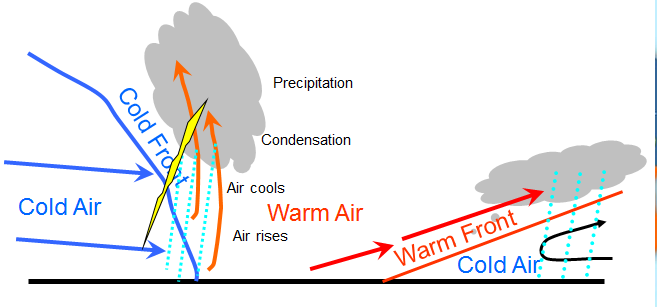 Precipitation
Cold Front
Condensation
Air cools
Cold Air
Warm Air
Air rises
Warm Front
Cold Air